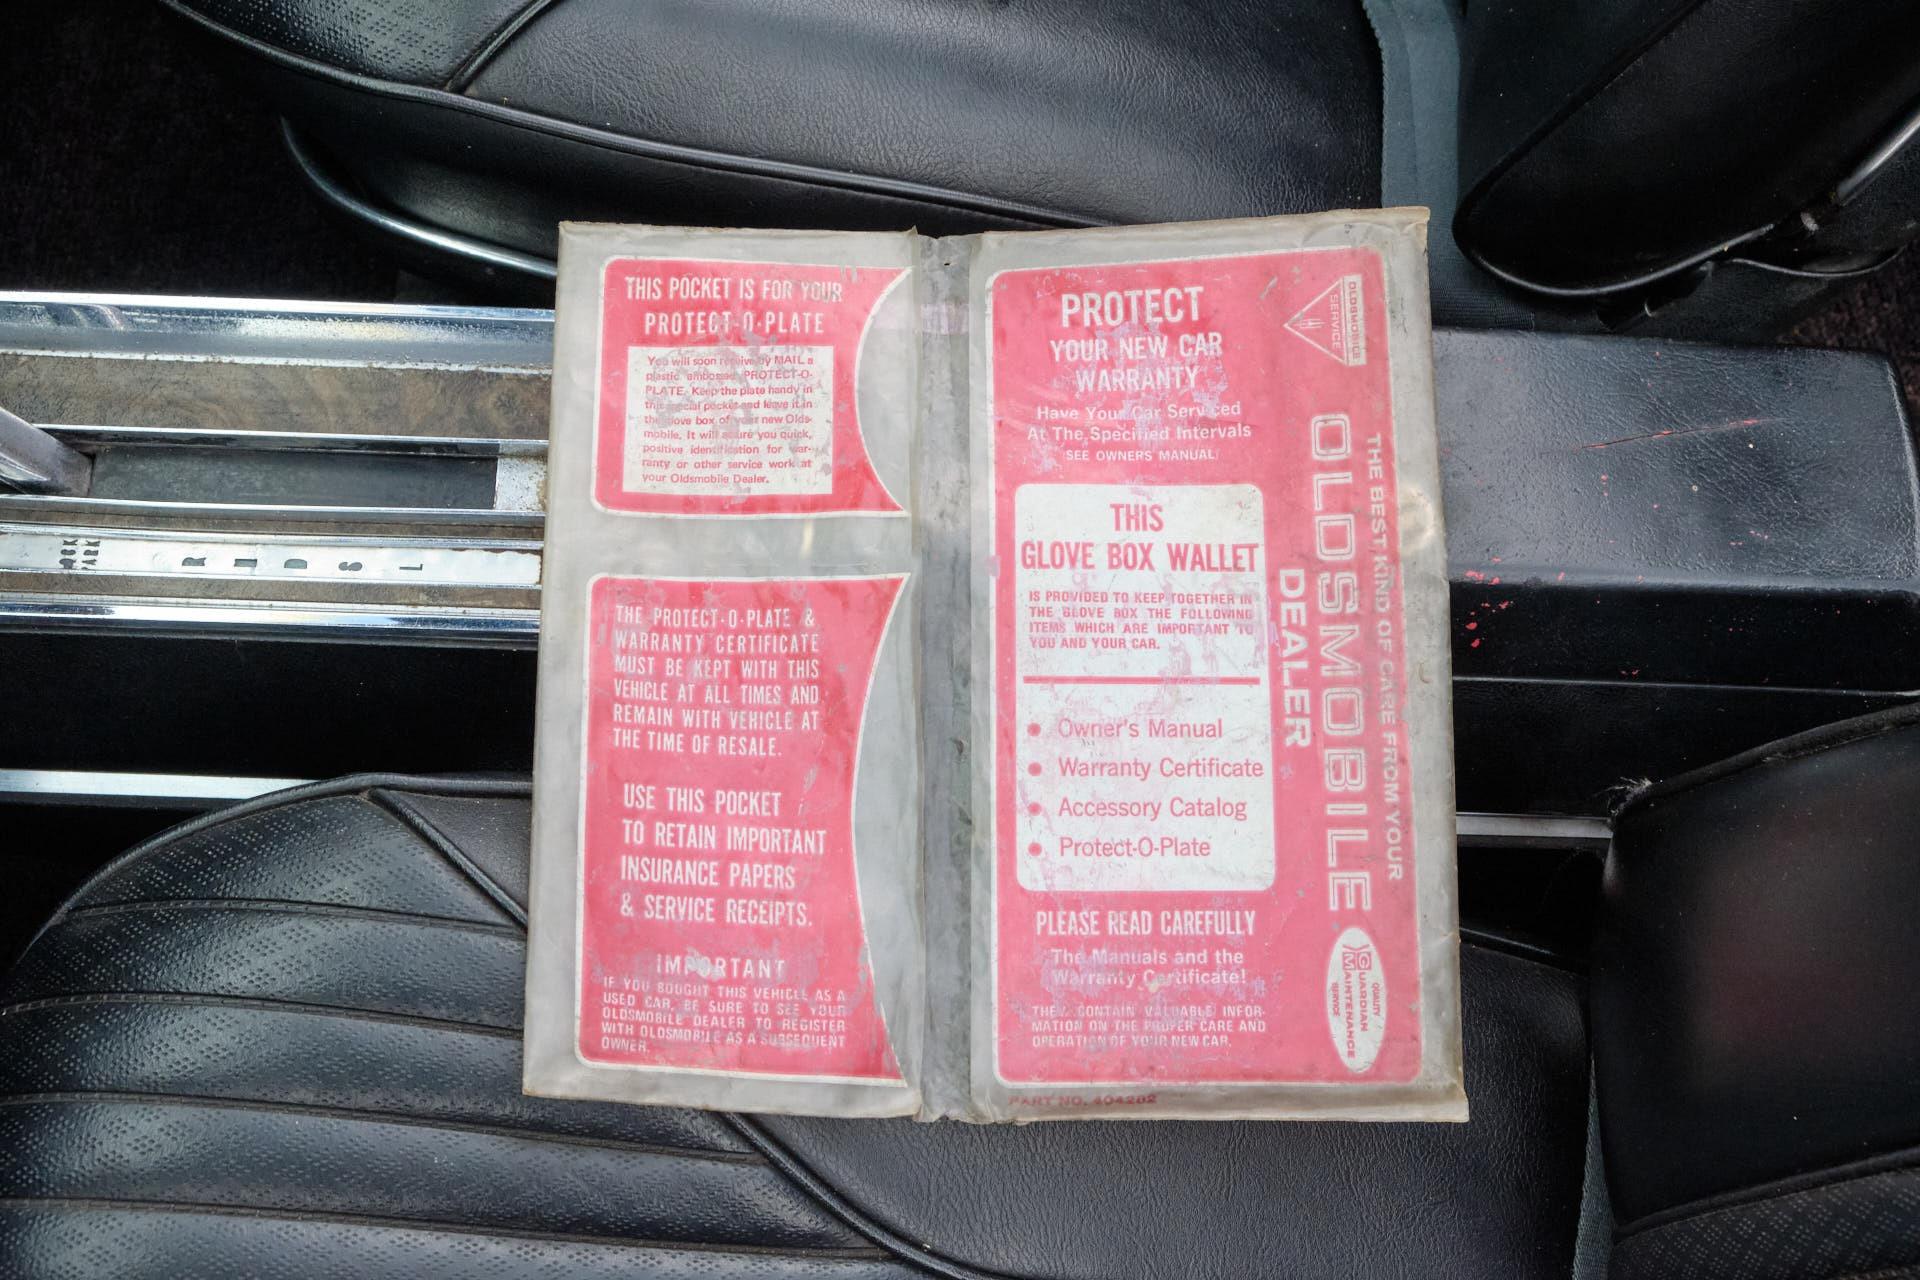 THIS POCKET IS FOR YOUR
PROTECT-O-PLATE
You will soon receive by MAIL a
plastic embossed PROTECT-O-
PLATE. Keep the plate handy in
this special pocket and leave it in
the glove box of your new Olds-
mobile. It will assure you quick,
positive identification for war-
ranty or other service work at
your Oldsmobile Dealer.
THE PROTECT-O-PLATE &
WARRANTY CERTIFICATE
MUST BE KEPT WITH THIS
VEHICLE AT ALL TIMES AND
REMAIN WITH VEHICLE AT
THE TIME OF RESALE.
USE THIS POCKET
TO RETAIN IMPORTANT
INSURANCE PAPERS
& SERVICE RECEIPTS.
IMPORTANT
IF YOU BOUGHT THIS VEHICLE AS A
USED CAR, BE SURE TO SEE YOUR
OLDSMOBILE DEALER TO REGISTER
WITH OLDSMOBILE AS A SUBSEQUENT
OWNER.
PROTECT
YOUR NEW CAR
WARRANTY
Have Your Car Serviced
At The Specified Intervals
SEE OWNERS MANUAL
THIS
GLOVE BOX WALLET
IS PROVIDED TO KEEP TOGETHER IN
THE GLOVE BOX THE FOLLOWING
ITEMS WHICH ARE IMPORTANT TO
YOU AND YOUR CAR.
• Owner's Manual
• Warranty Certificate
• Accessory Catalog
• Protect-O-Plate
PLEASE READ CAREFULLY
The Manuals and the
Warranty Certificate!
THEY CONTAIN VALUABLE INFOR-
MATION ON THE PROPER CARE AND
OPERATION OF YOUR NEW CAR.
PART NO. 404282
OLDSMOBILE
SERVICE
THE BEST KIND OF CARE FROM YOUR
OLDSMOBILE
DEALER
QUALITY
GUARDIAN
MAINTENANCE
SERVICE
PARK
R N D S L